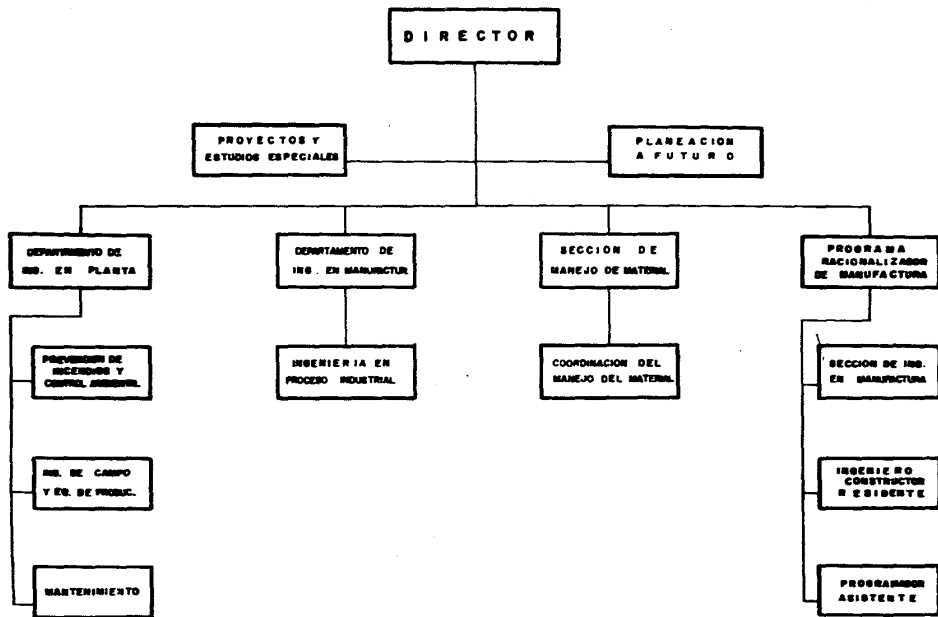 DIRECTOR
PROYECTOS Y
ESTUDIOS ESPECIALES
PLANEACION
A FUTURO
DEPARTMENTO DE
ING. EN PLANTA
DEPARTAMENTO DE
ING. EN MANUFACTUR.
SECCION DE
MANEJO DE MATERIAL
PROGRAMA
RACIONALIZADOR
DE MANUFACTURA
PREVENCION DE
INCENDIOS Y
CONTROL AMBIENTAL
INGENIERIA EN
PROCESO INDUSTRIAL
COORDINACION DEL
MANEJO DEL MATERIAL
SECCION DE ING.
EN MANUFACTURA
ING. DE CAMPO
Y EQ. DE PRODUC.
INGENIERO
CONSTRUCTOR
RESIDENTE
MANTENIMIENTO
PROGRAMADOR
ASISTENTE